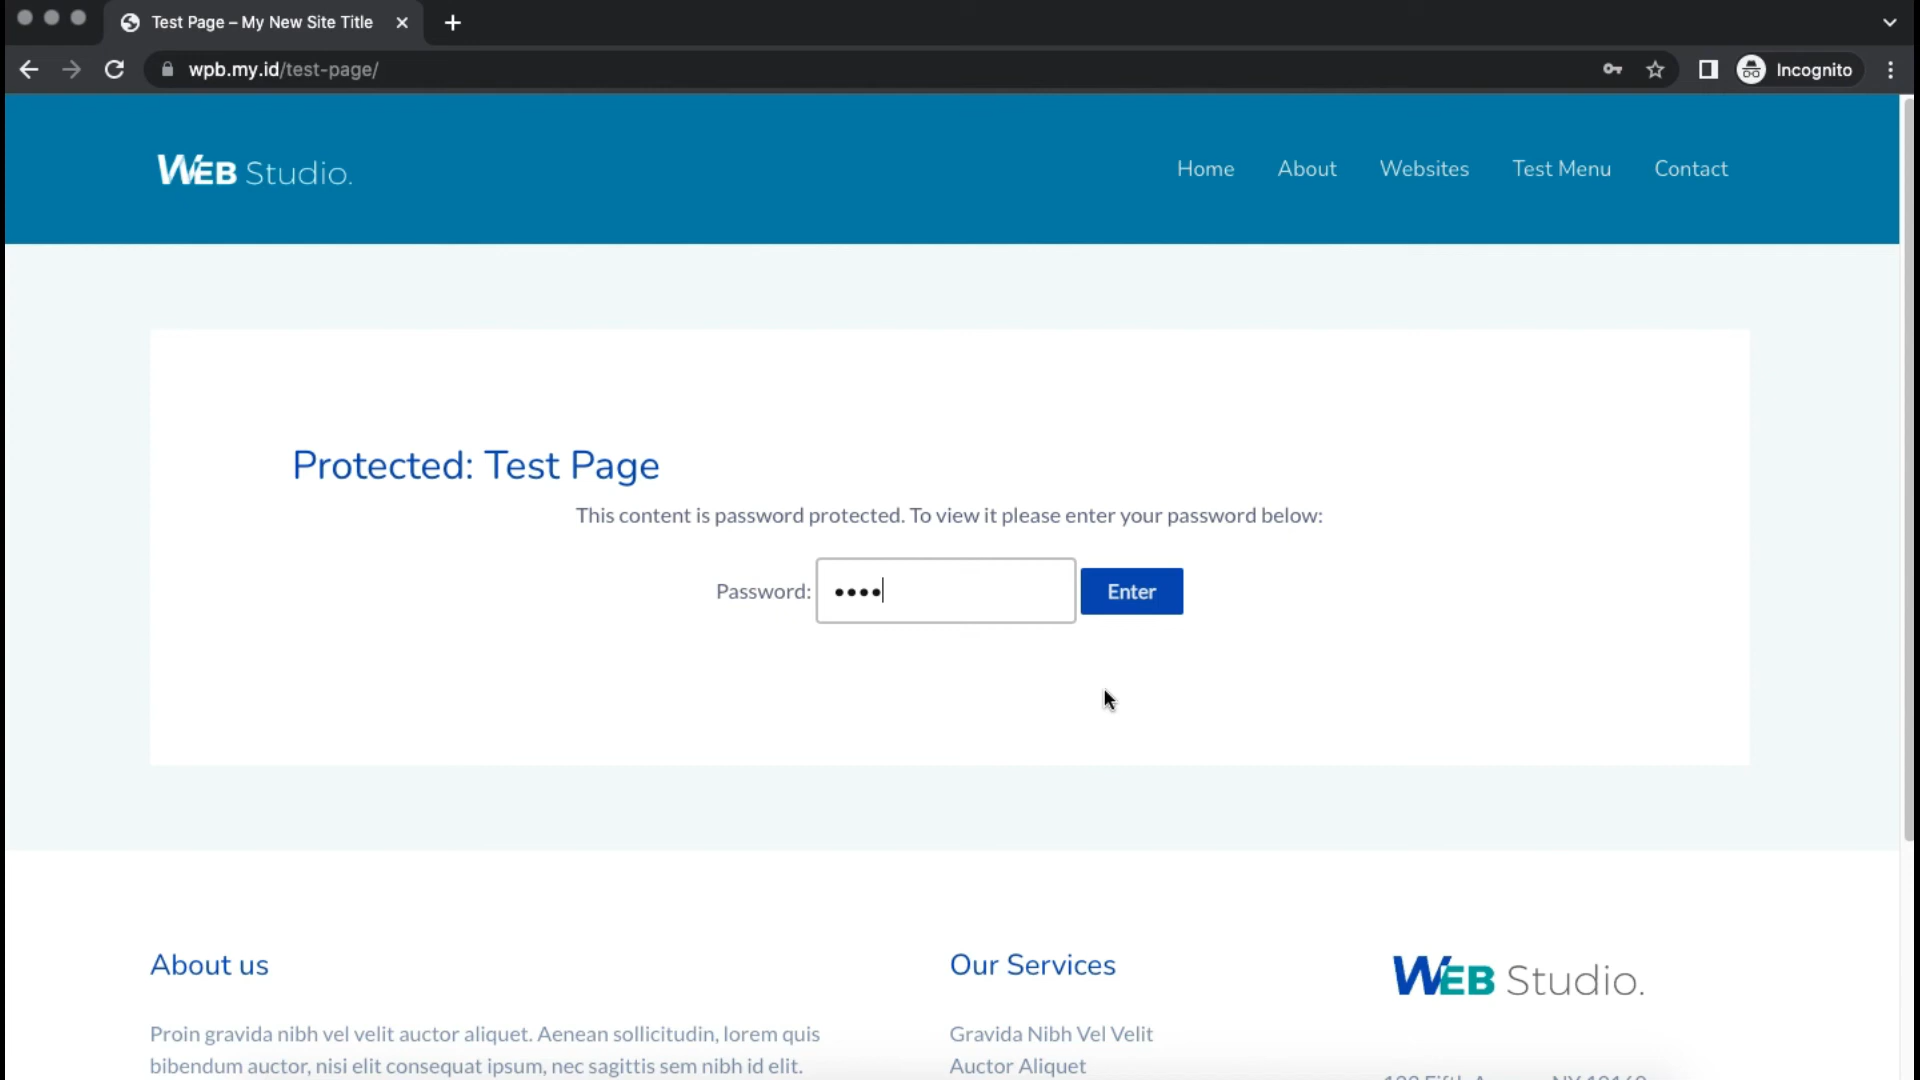 Test Page – My New Site Title
wpb.my.id/test-page/
Incognito
WEB Studio.
Home
About
Websites
Test Menu
Contact
Protected: Test Page
This content is password protected. To view it please enter your password below:
Password: ••••
Enter
About us
Proin gravida nibh vel velit auctor aliquet. Aenean sollicitudin, lorem quis
bibendum auctor, nisi elit consequat ipsum, nec sagittis sem nibh id elit.
Our Services
Gravida Nibh Vel Velit
Auctor Aliquet
WEB Studio.